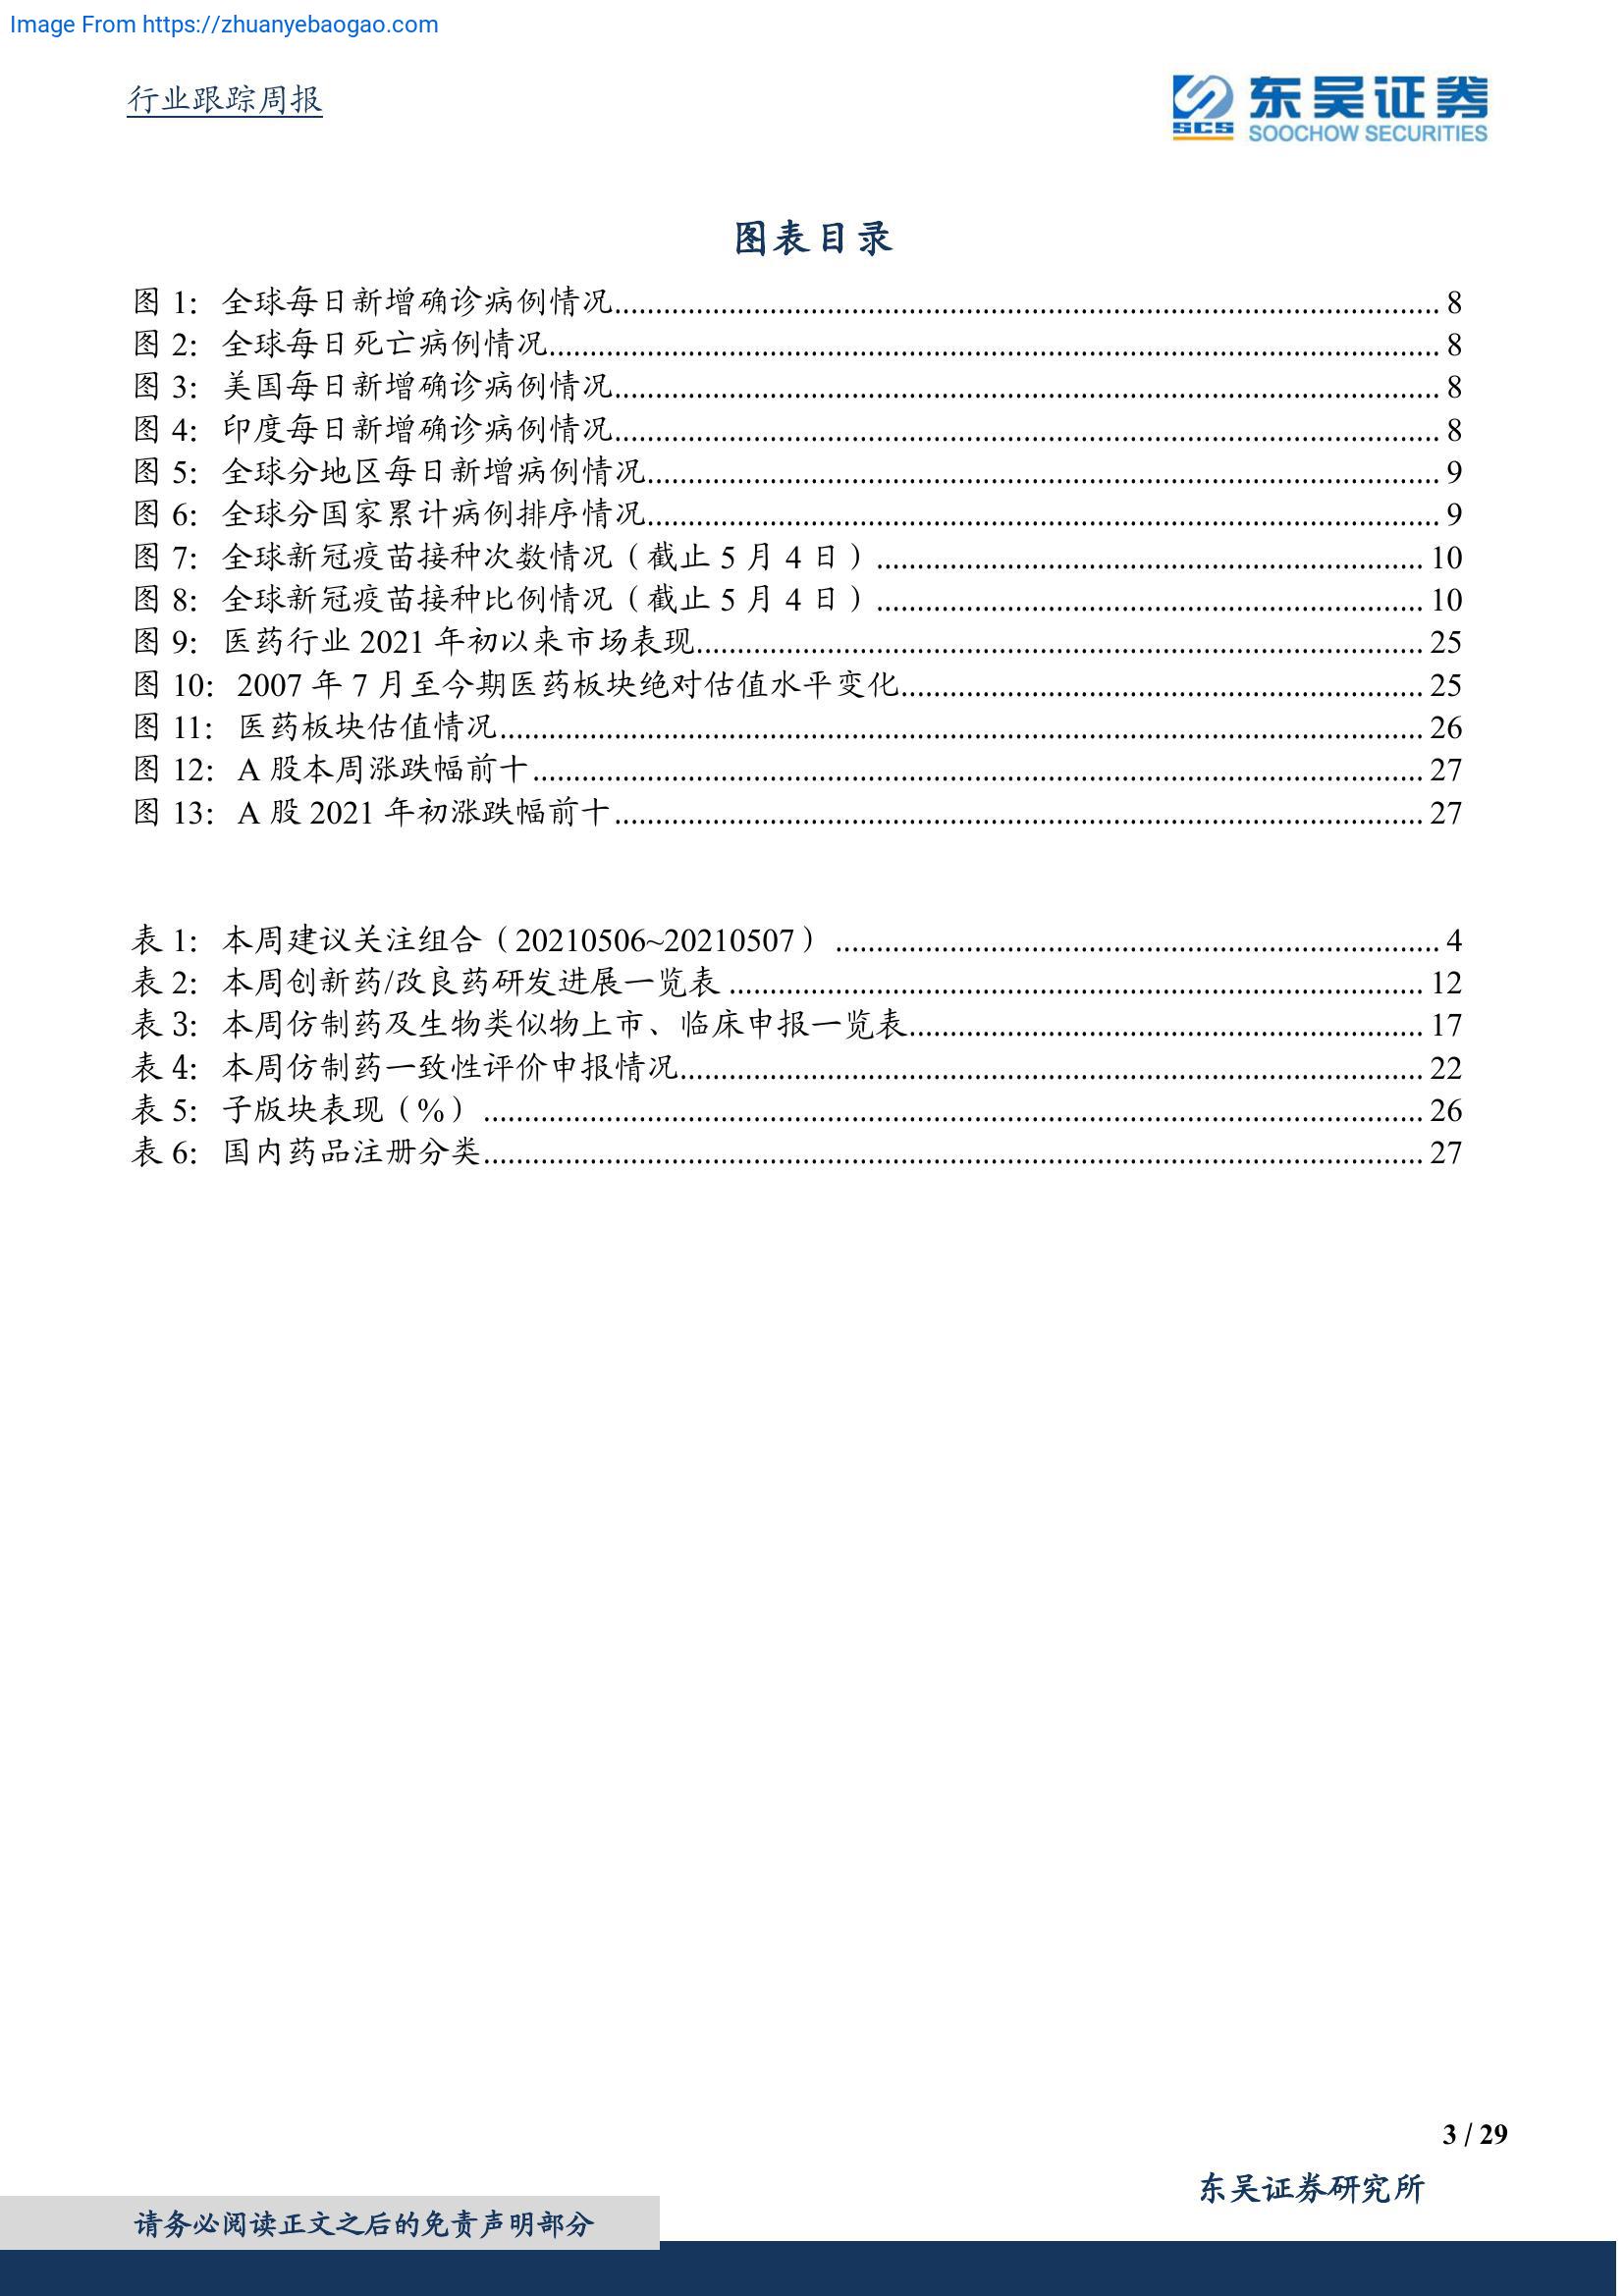 Image From https://zhuanyebaogao.com
行业跟踪周报
东吴证券
SCS
SOOCHOW SECURITIES
图表目录
图 1: 全球每日新增确诊病例情况 8
图 2: 全球每日死亡病例情况 8
图 3: 美国每日新增确诊病例情况 8
图 4: 印度每日新增确诊病例情况 8
图 5: 全球分地区每日新增病例情况 9
图 6: 全球分国家累计病例排序情况 9
图 7: 全球新冠疫苗接种次数情况（截止 5 月 4 日） 10
图 8: 全球新冠疫苗接种比例情况（截止 5 月 4 日） 10
图 9: 医药行业 2021 年初以来市场表现 25
图 10: 2007 年 7 月至今期医药板块绝对估值水平变化 25
图 11: 医药板块估值情况 26
图 12: A 股本周涨跌幅前十 27
图 13: A 股 2021 年初涨跌幅前十 27
表 1: 本周建议关注组合（20210506~20210507） 4
表 2: 本周创新药/改良药研发进展一览表 12
表 3: 本周仿制药及生物类似物上市、临床申报一览表 17
表 4: 本周仿制药一致性评价申报情况 22
表 5: 子版块表现（%） 26
表 6: 国内药品注册分类 27
3 / 29
东吴证券研究所
请务必阅读正文之后的免责声明部分